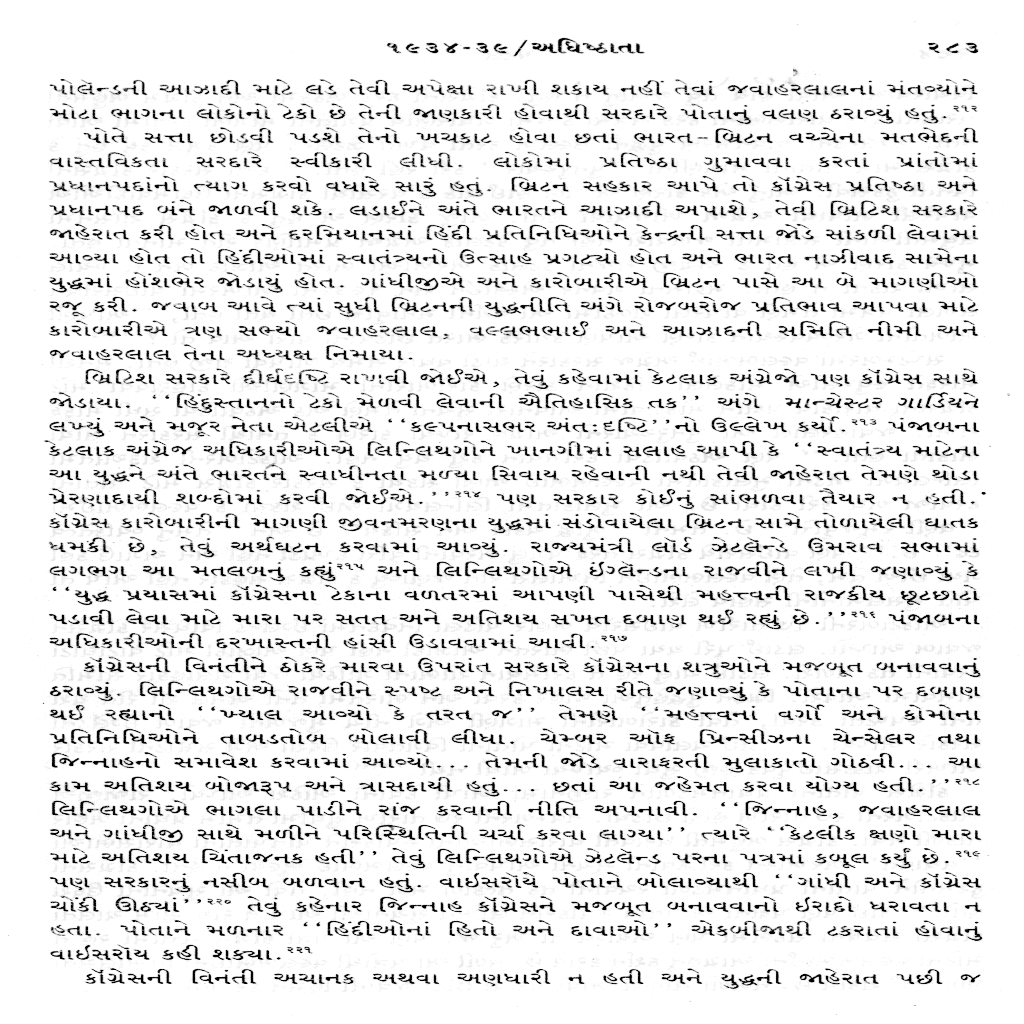 ૧૯૩૪-૩૯/અધિષ્ઠાતા ૨૮૩
પોલૅન્ડની આઝાદી માટે લડે તેવી અપેક્ષા રાખી શકાય નહીં તેવાં જવાહરલાલનાં મંતવ્યોને
મોટા ભાગના લોકોનો ટેકો છે તેની જાણકારી હોવાથી સરદારે પોતાનું વલણ ઠરાવ્યું હતું.૨૧૨
પોતે સત્તા છોડવી પડશે તેનો ખચકાટ હોવા છતાં ભારત-બ્રિટન વચ્ચેના મતભેદની
વાસ્તવિકતા સરદારે સ્વીકારી લીધી. લોકોમાં પ્રતિષ્ઠા ગુમાવવા કરતાં પ્રાંતોમાં
પ્રધાનપદાંનો ત્યાગ કરવો વધારે સારું હતું. બ્રિટન સહકાર આપે તો કૉંગ્રેસ પ્રતિષ્ઠા અને
પ્રધાનપદ બંને જાળવી શકે. લડાઈને અંતે ભારતને આઝાદી અપાશે, તેવી બ્રિટિશ સરકારે
જાહેરાત કરી હોત અને દરમિયાનમાં હિંદી પ્રતિનિધિઓને કેન્દ્રની સત્તા જોડે સાંકળી લેવામાં
આવ્યા હોત તો હિંદીઓમાં સ્વાતંત્ર્યનો ઉત્સાહ પ્રગટ્યો હોત અને ભારત નાઝીવાદ સામેના
યુદ્ધમાં હોંશભેર જોડાયું હોત. ગાંધીજીએ અને કારોબારીએ બ્રિટન પાસે આ બે માગણીઓ
રજૂ કરી. જવાબ આવે ત્યાં સુધી બ્રિટનની યુદ્ધનીતિ અંગે રોજબરોજ પ્રતિભાવ આપવા માટે
કારોબારીએ ત્રણ સભ્યો જવાહરલાલ, વલ્લભભાઈ અને આઝાદની સમિતિ નીમી અને
જવાહરલાલ તેના અધ્યક્ષ નિમાયા.
બ્રિટિશ સરકારે દીર્ઘદૃષ્ટિ રાખવી જોઈએ, તેવું કહેવામાં કેટલાક અંગ્રેજો પણ કૉંગ્રેસ સાથે
જોડાયા. ‘‘હિંદુસ્તાનનો ટેકો મેળવી લેવાની ઐતિહાસિક તક’’ અંગે માન્ચેસ્ટર ગાર્ડિયને
લખ્યું અને મજૂર નેતા એટલીએ ‘‘કલ્પનાસભર અંત:દૃષ્ટિ’’નો ઉલ્લેખ કર્યો.૨૧૩ પંજાબના
કેટલાક અંગ્રેજ અધિકારીઓએ લિન્લિથગોને ખાનગીમાં સલાહ આપી કે ‘‘સ્વાતંત્ર્ય માટેના
આ યુદ્ધને અંતે ભારતને સ્વાધીનતા મળ્યા સિવાય રહેવાની નથી તેવી જાહેરાત તેમણે થોડા
પ્રેરણાદાયી શબ્દોમાં કરવી જોઈએ.’’૨૧૪ પણ સરકાર કોઈનું સાંભળવા તૈયાર ન હતી.
કૉંગ્રેસ કારોબારીની માગણી જીવનમરણના યુદ્ધમાં સંડોવાયેલા બ્રિટન સામે તોળાયેલી ઘાતક
ધમકી છે, તેવું અર્થઘટન કરવામાં આવ્યું. રાજ્યમંત્રી લૉર્ડ ઝેટલૅન્ડે ઉમરાવ સભામાં
લગભગ આ મતલબનું કહ્યું૨૧૫ અને લિન્લિથગોએ ઈંગ્લૅન્ડના રાજવીને લખી જણાવ્યું કે
‘‘યુદ્ધ પ્રયાસમાં કૉંગ્રેસના ટેકાના વળતરમાં આપણી પાસેથી મહત્ત્વની રાજકીય છૂટછાટો
પડાવી લેવા માટે મારા પર સતત અને અતિશય સખત દબાણ થઈ રહ્યું છે.’’૨૧૬ પંજાબના
અધિકારીઓની દરખાસ્તની હાંસી ઉડાવવામાં આવી.૨૧૭
કૉંગ્રેસની વિનંતીને ઠોકરે મારવા ઉપરાંત સરકારે કૉંગ્રેસના શત્રુઓને મજબૂત બનાવવાનું
ઠરાવ્યું. લિન્લિથગોએ રાજવીને સ્પષ્ટ અને નિખાલસ રીતે જણાવ્યું કે પોતાના પર દબાણ
થઈ રહ્યાનો ‘‘ખ્યાલ આવ્યો કે તરત જ’’ તેમણે ‘‘મહત્ત્વનાં વર્ગો અને કોમોના
પ્રતિનિધિઓને તાબડતોબ બોલાવી લીધા. ચેમ્બર ઑફ પ્રિન્સીઝના ચેન્સેલર તથા
જિન્નાહનો સમાવેશ કરવામાં આવ્યો... તેમની જોડે વારાફરતી મુલાકાતો ગોઠવી... આ
કામ અતિશય બોજારૂપ અને ત્રાસદાયી હતું... છતાં આ જહેમત કરવા યોગ્ય હતી.’’૨૧૮
લિન્લિથગોએ ભાગલા પાડીને રાંજ કરવાની નીતિ અપનાવી. ‘‘જિન્નાહ, જવાહરલાલ
અને ગાંધીજી સાથે મળીને પરિસ્થિતિની ચર્ચા કરવા લાગ્યા’’ ત્યારે ‘‘કેટલીક ક્ષણો મારા
માટે અતિશય ચિંતાજનક હતી’’ તેવું લિન્લિથગોએ ઝેટલૅન્ડ પરના પત્રમાં કબૂલ કર્યું છે.૨૧૯
પણ સરકારનું નસીબ બળવાન હતું. વાઇસરૉયે પોતાને બોલાવ્યાથી ‘‘ગાંધી અને કૉંગ્રેસ
ચોંકી ઊઠ્યાં’’૨૨૦ તેવું કહેનાર જિન્નાહ કૉંગ્રેસને મજબૂત બનાવવાનો ઇરાદો ધરાવતા ન
હતા. પોતાને મળનાર ‘‘હિંદીઓનાં હિતો અને દાવાઓ’’ એકબીજાથી ટકરાતાં હોવાનું
વાઇસરૉય કહી શક્યા.૨૨૧
કૉંગ્રેસની વિનંતી અચાનક અથવા અણધારી ન હતી અને યુદ્ધની જાહેરાત પછી જ